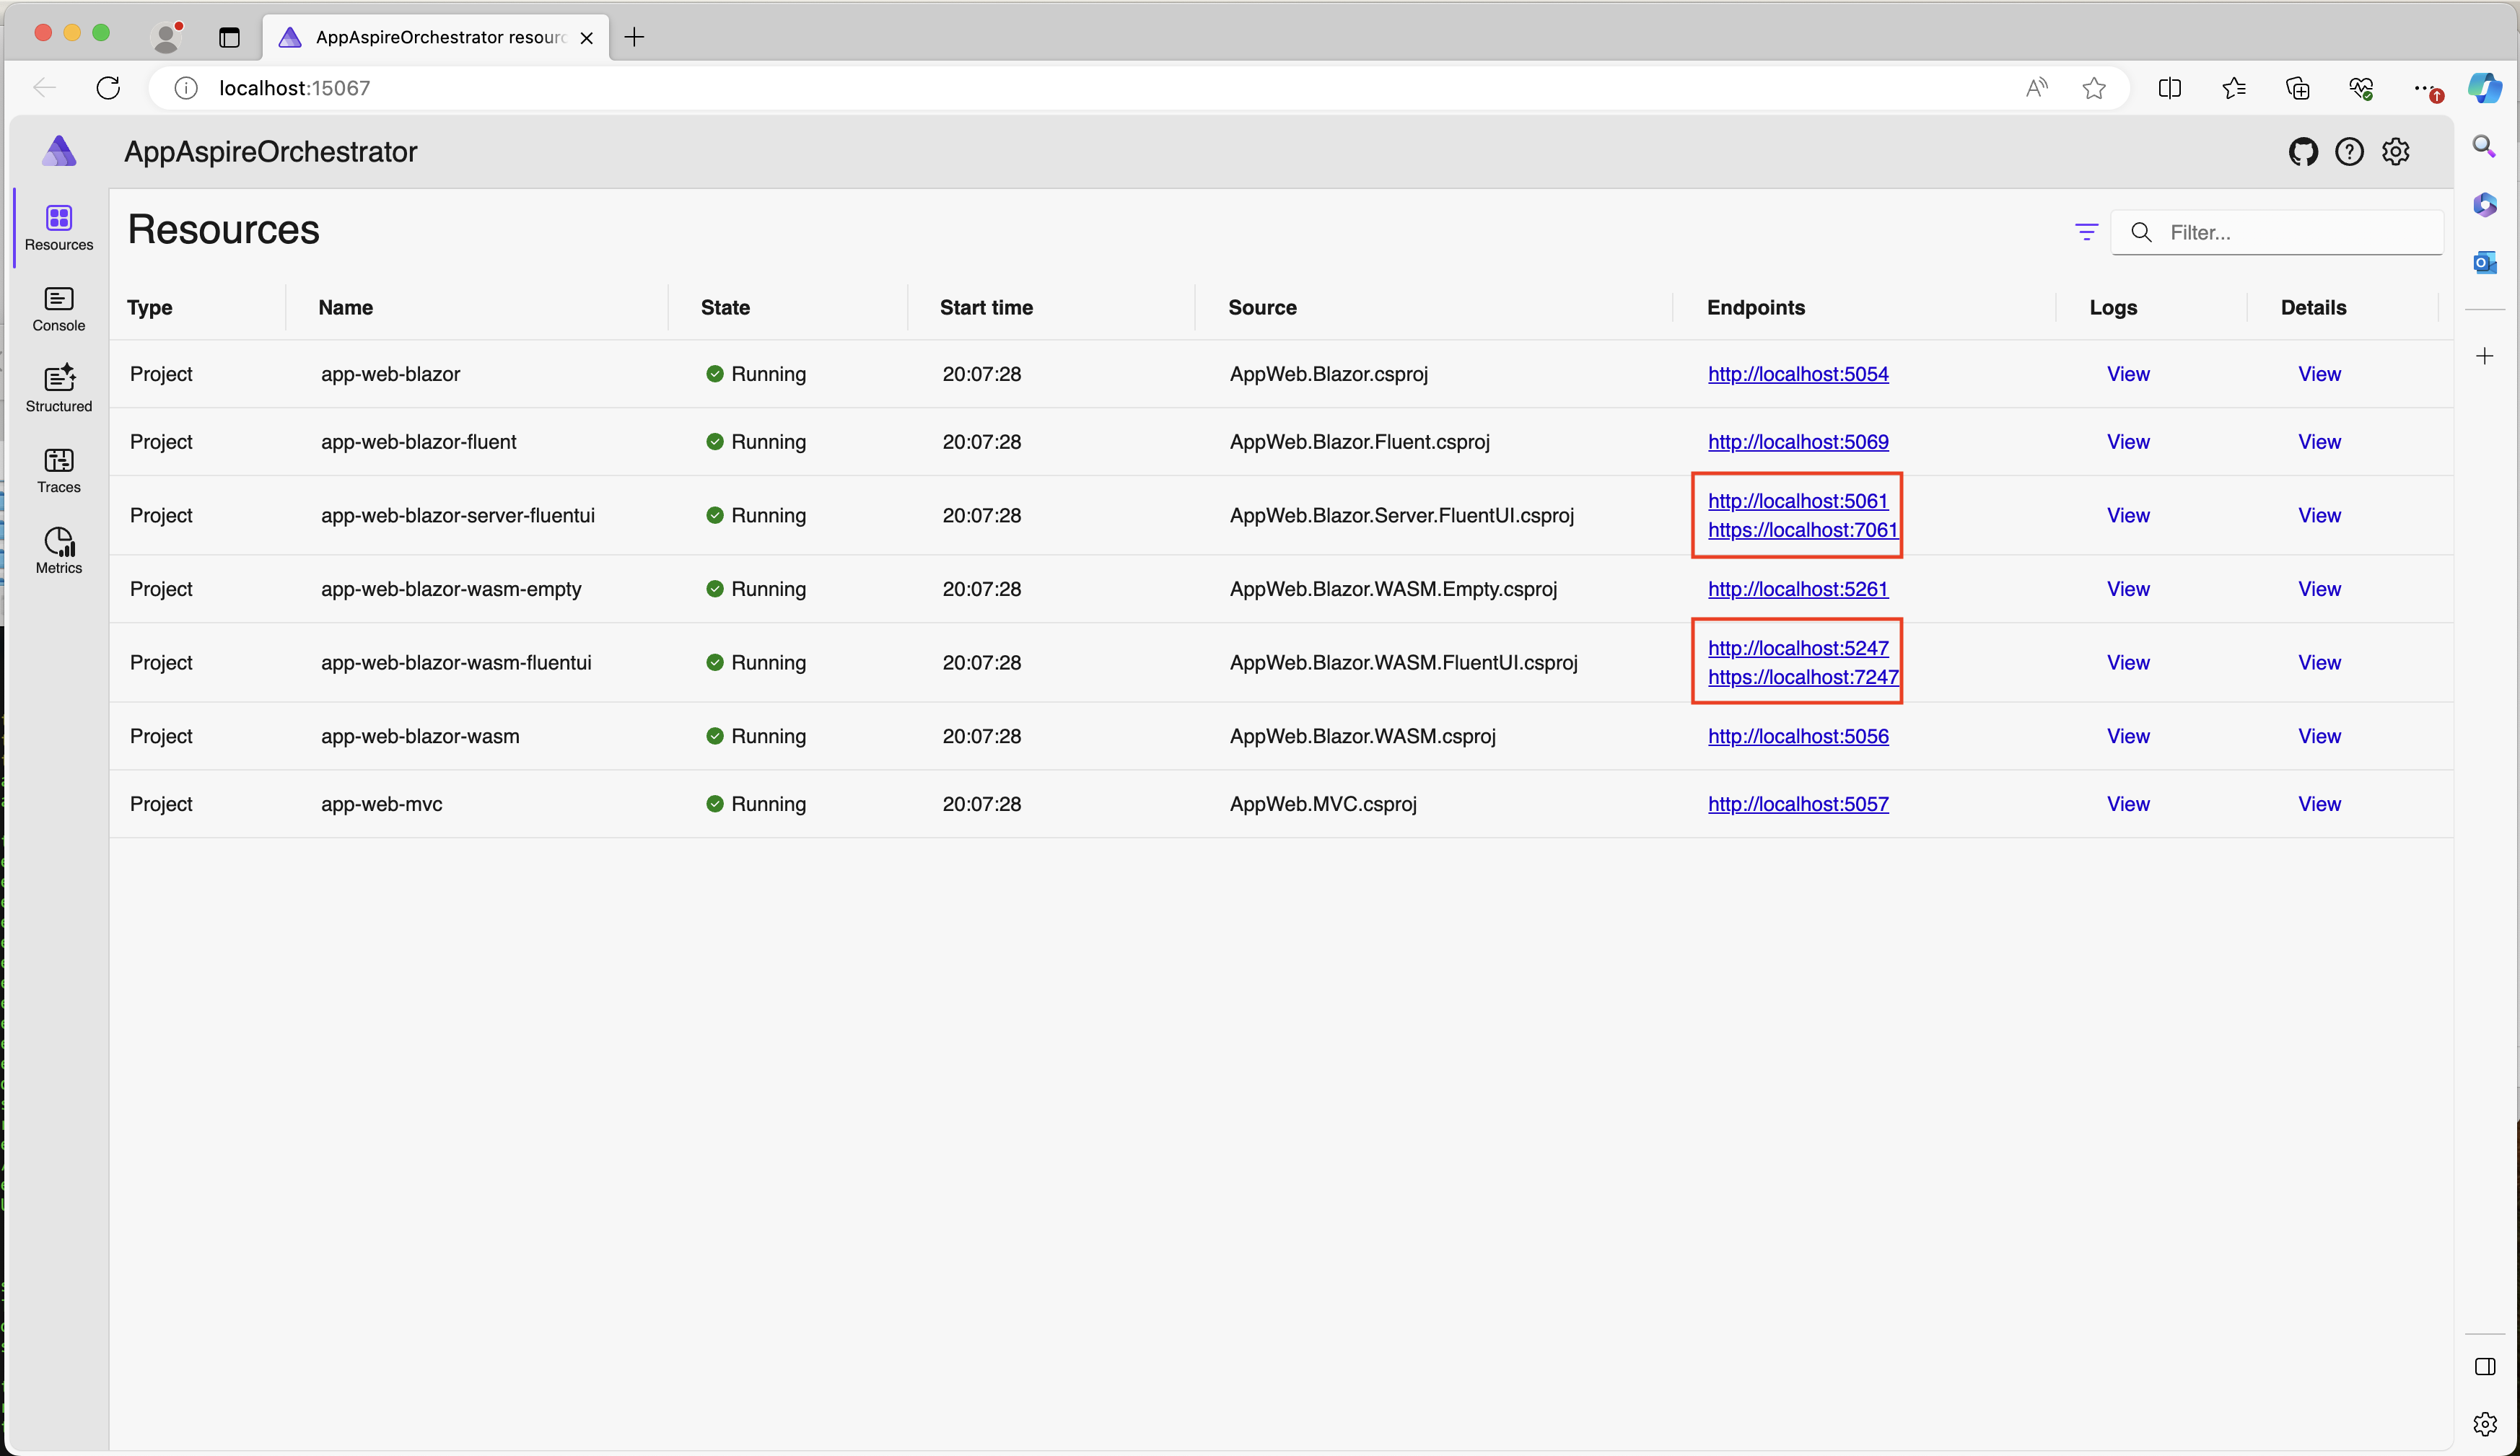 AppAspireOrchestrator resourc
localhost:15067
AppAspireOrchestrator
Resources
Console
Structured
Traces
Metrics
Resources
Filter...
Type Name State Start time Source Endpoints Logs Details
Project app-web-blazor Running 20:07:28 AppWeb.Blazor.csproj http://localhost:5054 View View
Project app-web-blazor-fluent Running 20:07:28 AppWeb.Blazor.Fluent.csproj http://localhost:5069 View View
Project app-web-blazor-server-fluentui Running 20:07:28 AppWeb.Blazor.Server.FluentUI.csproj http://localhost:5061 View View
https://localhost:7061
Project app-web-blazor-wasm-empty Running 20:07:28 AppWeb.Blazor.WASM.Empty.csproj http://localhost:5261 View View
Project app-web-blazor-wasm-fluentui Running 20:07:28 AppWeb.Blazor.WASM.FluentUI.csproj http://localhost:5247 View View
https://localhost:7247
Project app-web-blazor-wasm Running 20:07:28 AppWeb.Blazor.WASM.csproj http://localhost:5056 View View
Project app-web-mvc Running 20:07:28 AppWeb.MVC.csproj http://localhost:5057 View View